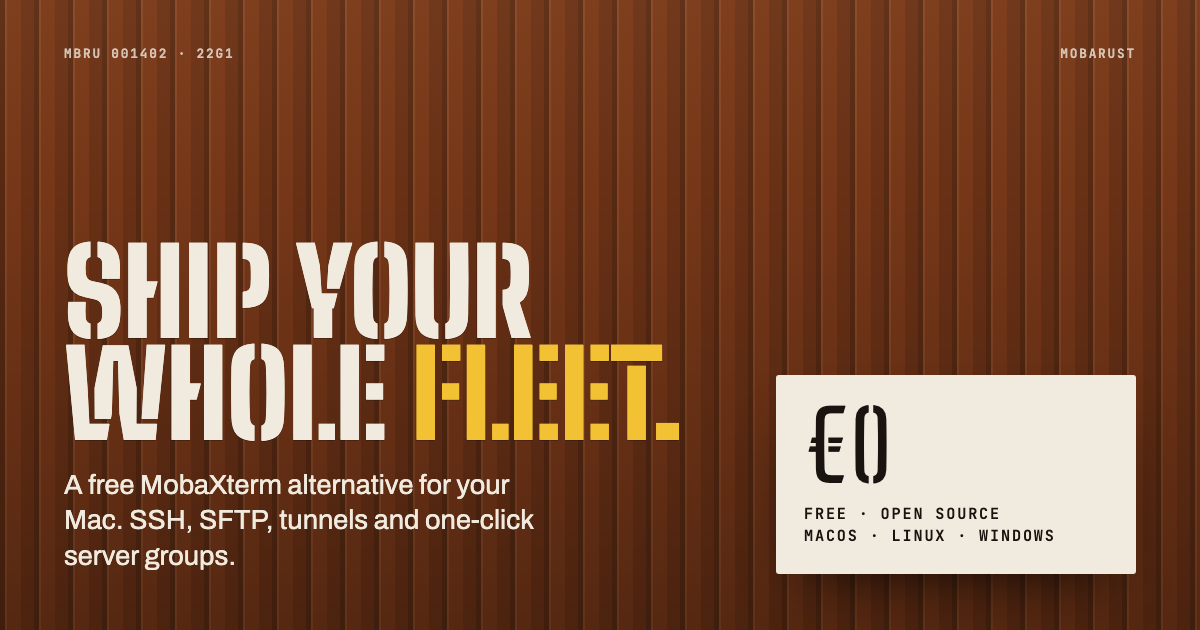 MBRU 001402 · 22G1
MOBARUST
SHIP YOUR
WHOLE FLEET.
A free MobaXterm alternative for your
Mac. SSH, SFTP, tunnels and one-click
server groups.
€0
FREE · OPEN SOURCE
MACOS · LINUX · WINDOWS